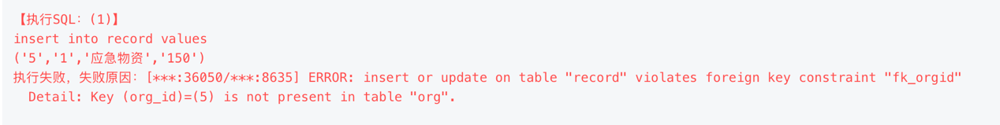 【执行SQL：(1)】
insert into record values
('5','1','应急物资','150')
执行失败，失败原因：[***:36050/***:8635] ERROR: insert or update on table "record" violates foreign key constraint "fk_orgid"
  Detail: Key (org_id)=(5) is not present in table "org".